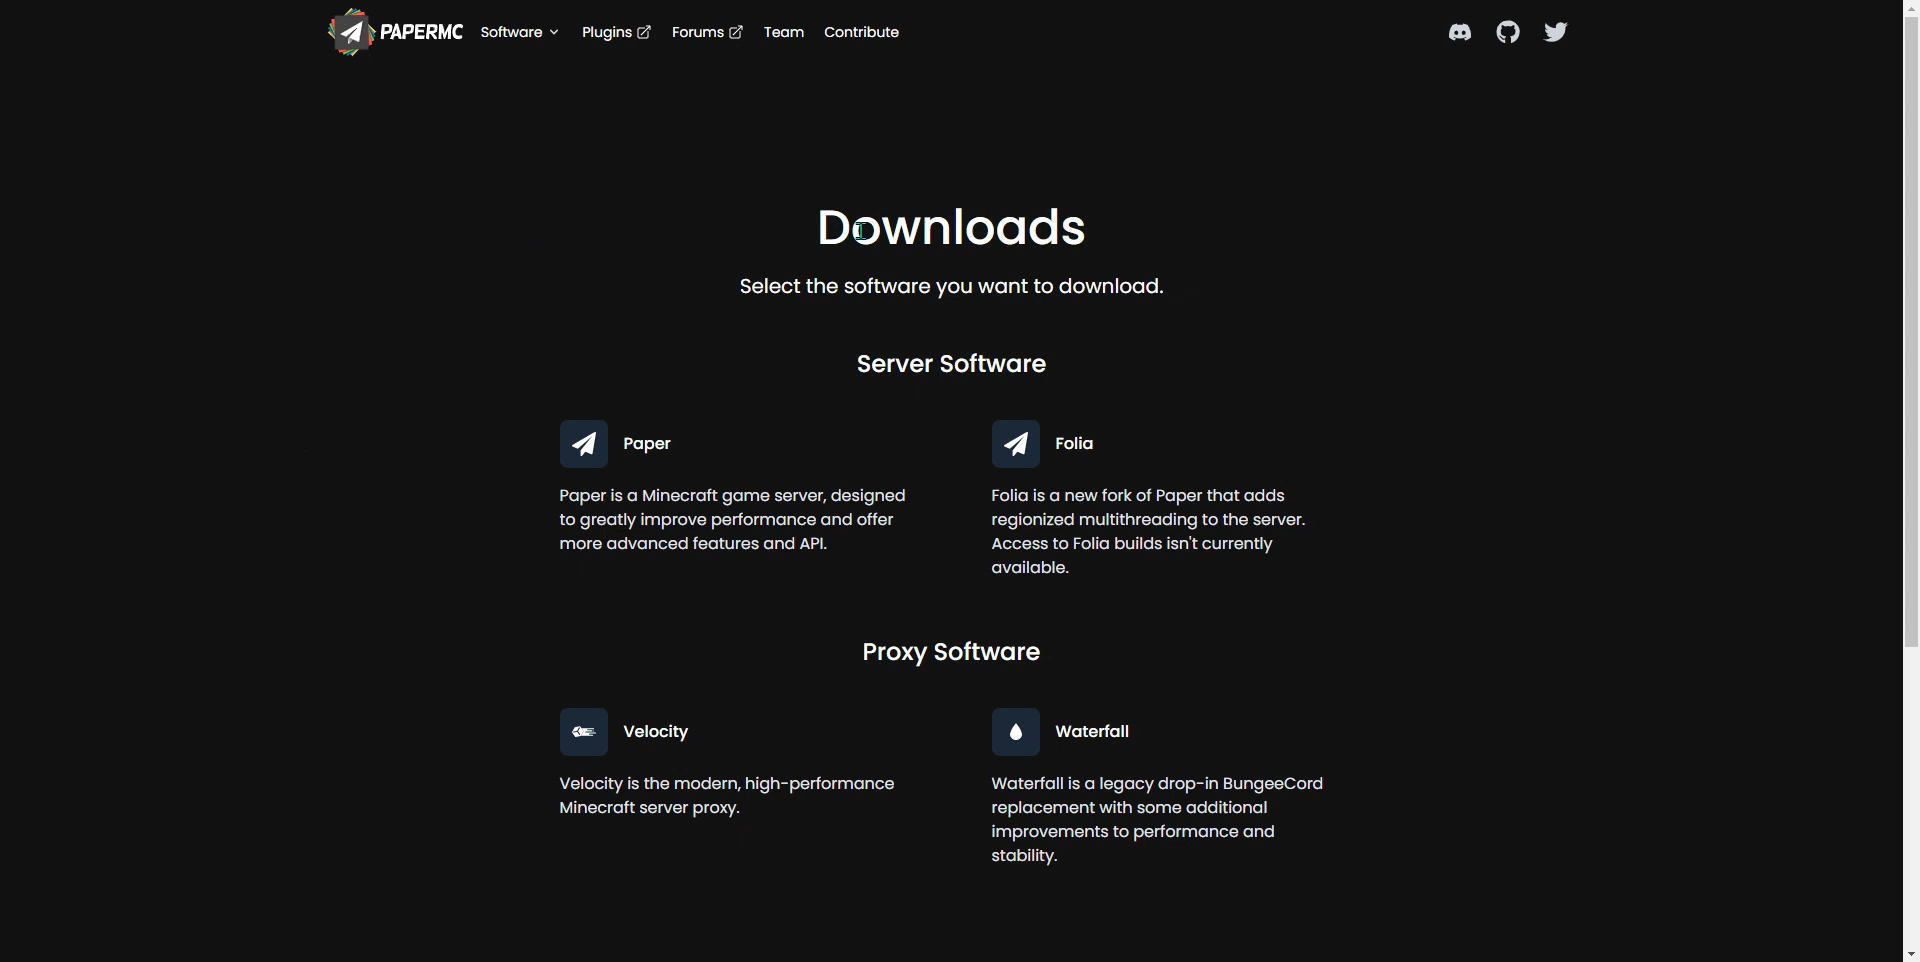 PAPERMC Software Plugins Forums Team Contribute
Downloads
Select the software you want to download.
Server Software
Paper
Paper is a Minecraft game server, designed
to greatly improve performance and offer
more advanced features and API.
Folia
Folia is a new fork of Paper that adds
regionized multithreading to the server.
Access to Folia builds isn't currently
available.
Proxy Software
Velocity
Velocity is the modern, high-performance
Minecraft server proxy.
Waterfall
Waterfall is a legacy drop-in BungeeCord
replacement with some additional
improvements to performance and
stability.